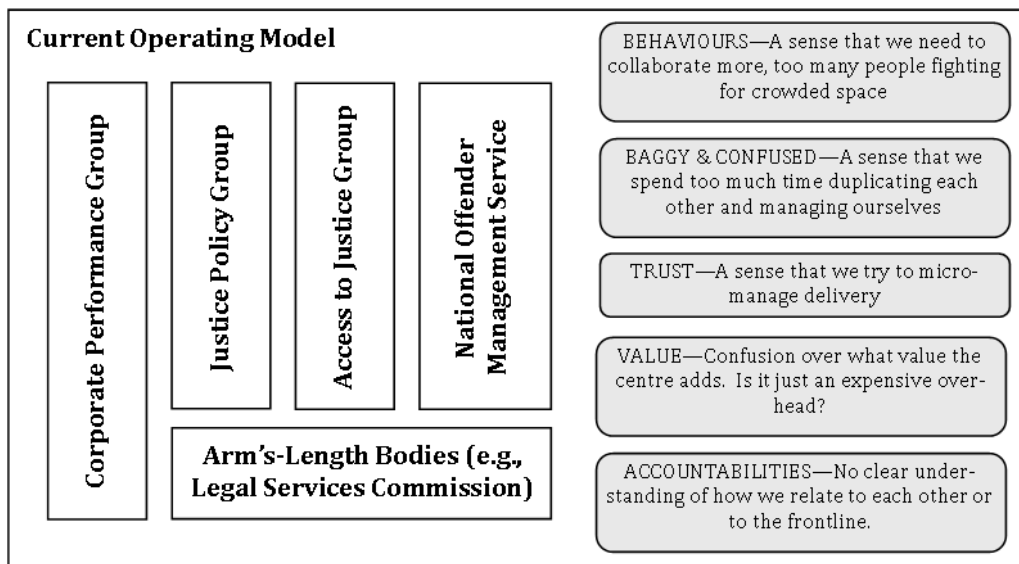 Current Operating Model
Corporate Performance Group
Justice Policy Group
Access to Justice Group
National Offender
Management Service
Arm's-Length Bodies (e.g.,
Legal Services Commission)
BEHAVIOURS—A sense that we need to
collaborate more, too many people fighting
for crowded space
BAGGY & CONFUSED—A sense that we
spend too much time duplicating each
other and managing ourselves
TRUST—A sense that we try to micro-
manage delivery
VALUE—Confusion over what value the
centre adds. Is it just an expensive over-
head?
ACCOUNTABILITIES—No clear under-
standing of how we relate to each other or
to the frontline.